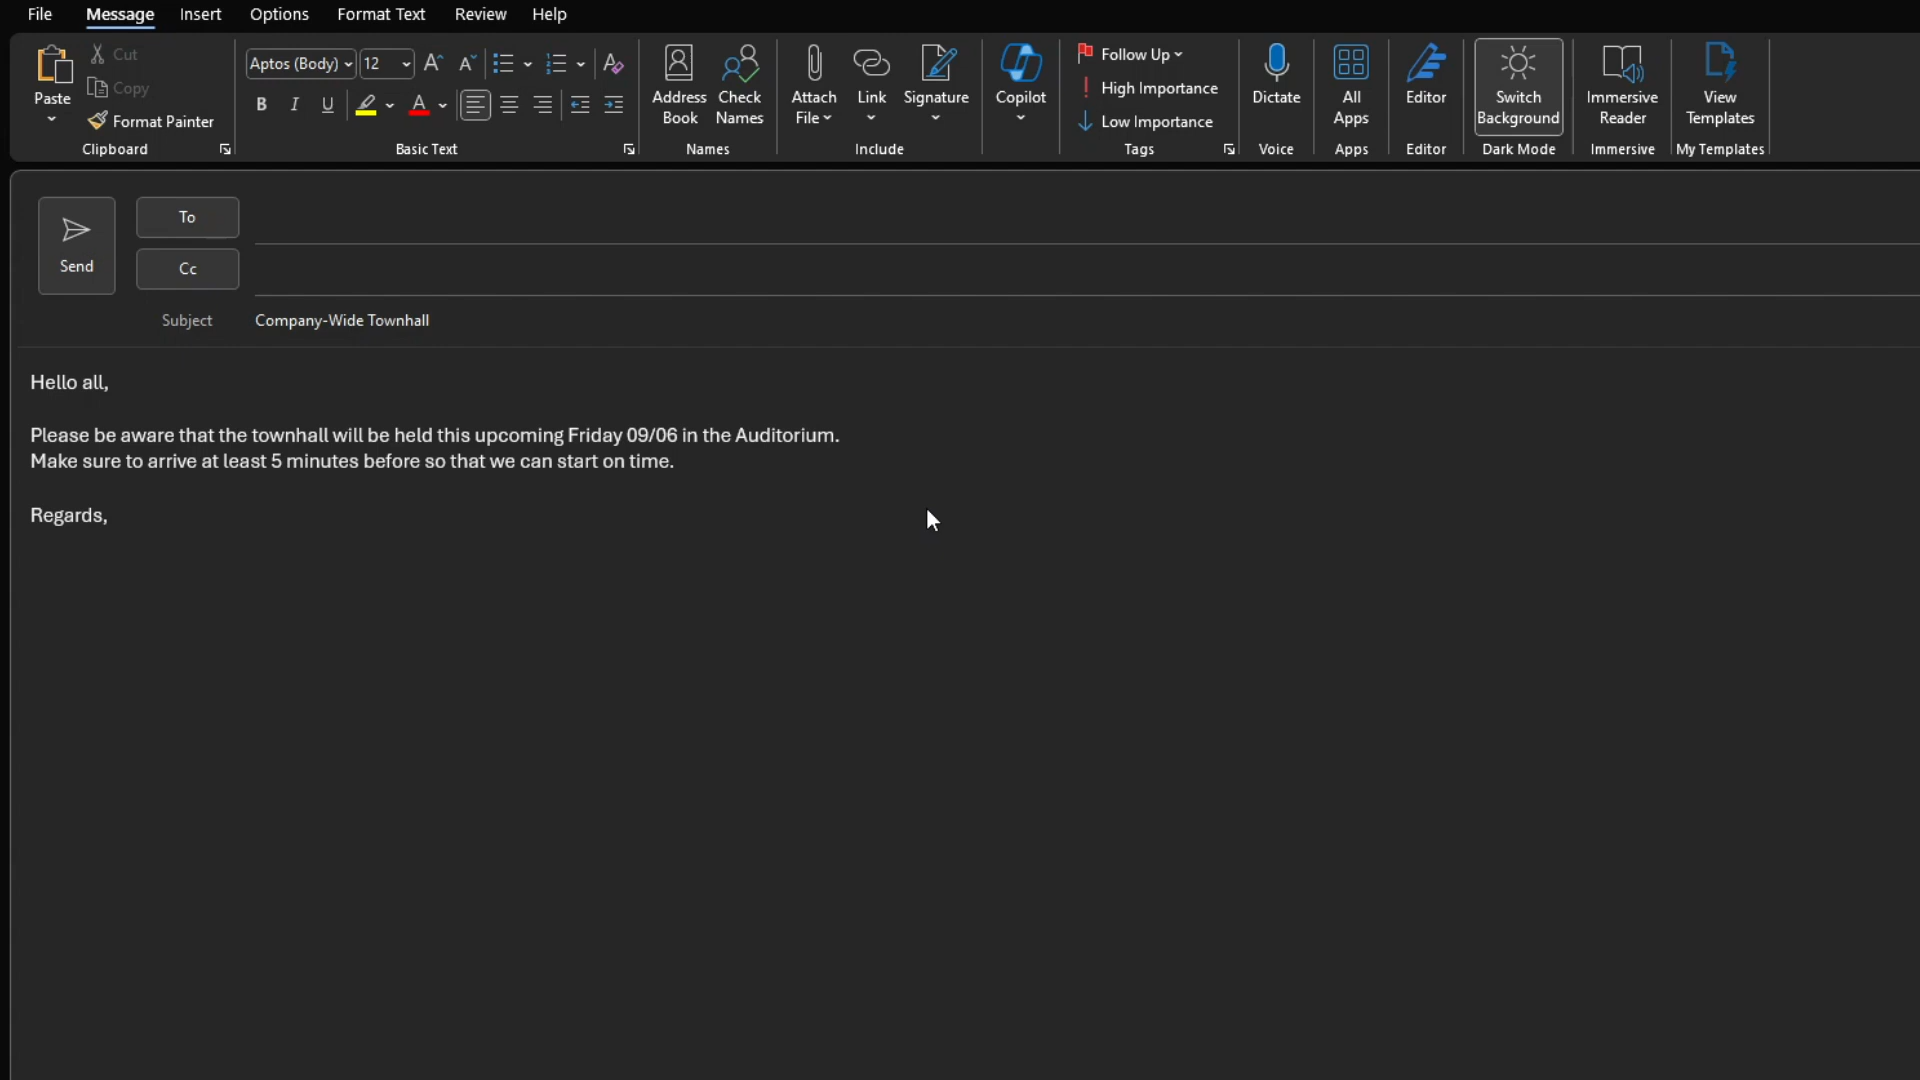 File Message Insert Options Format Text Review Help
Paste
Cut
Copy
Format Painter
Clipboard
Aptos (Body) 12
B I U A
Basic Text
Address Book
Check Names
Names
Attach File
Link
Signature
Include
Copilot
Follow Up
High Importance
Low Importance
Tags
Dictate
Voice
All Apps
Apps
Editor
Editor
Switch Background
Dark Mode
Immersive Reader
Immersive
View Templates
My Templates
Send
To
Cc
Subject Company-Wide Townhall
Hello all,
Please be aware that the townhall will be held this upcoming Friday 09/06 in the Auditorium.
Make sure to arrive at least 5 minutes before so that we can start on time.
Regards,